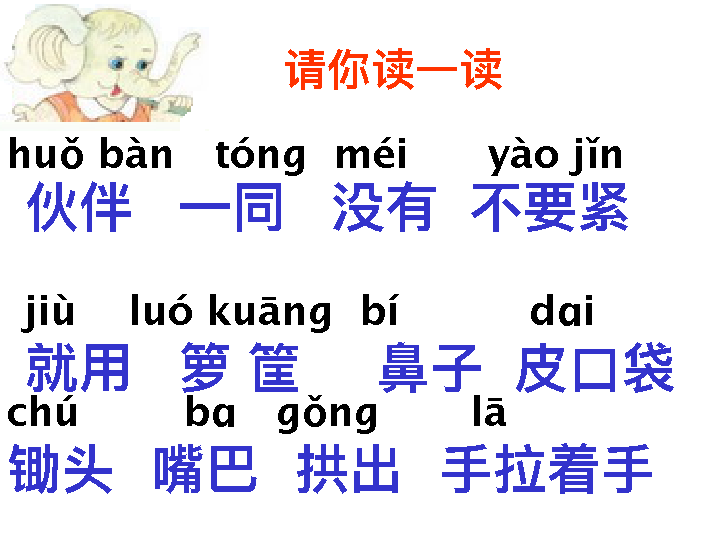 请你读一读
huǒ bàn tóng méi yào jǐn
伙伴 一同 没有 不要紧
jiù luó kuāng bí dɑi
就用 箩 筐 鼻子 皮口袋
chú bɑ gǒng lā
锄头 嘴巴 拱出 手拉着手